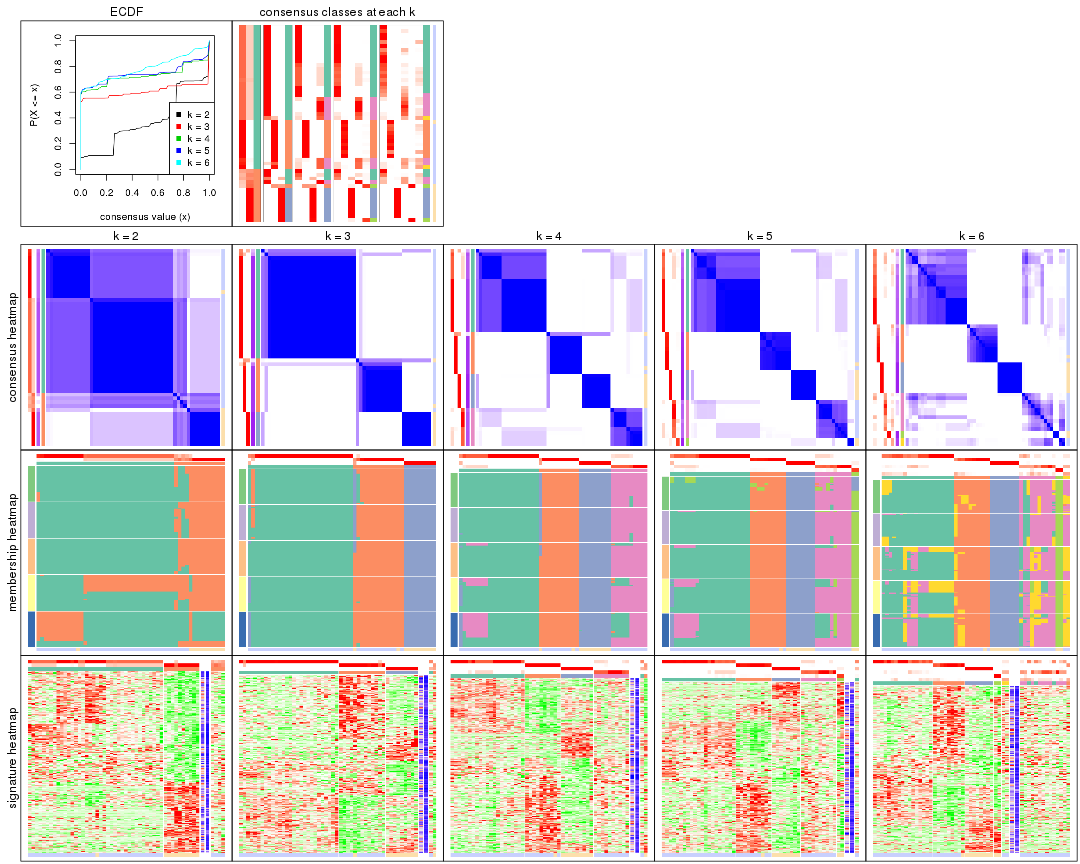 ECDF
consensus classes at each k
P(X <= x)
1.0
0.8
0.6
0.4
0.2
0.0
k = 2
k = 3
k = 4
k = 5
k = 6
0.0 0.2 0.4 0.6 0.8 1.0
consensus value (x)
k = 2
k = 3
k = 4
k = 5
k = 6
consensus heatmap
membership heatmap
signature heatmap